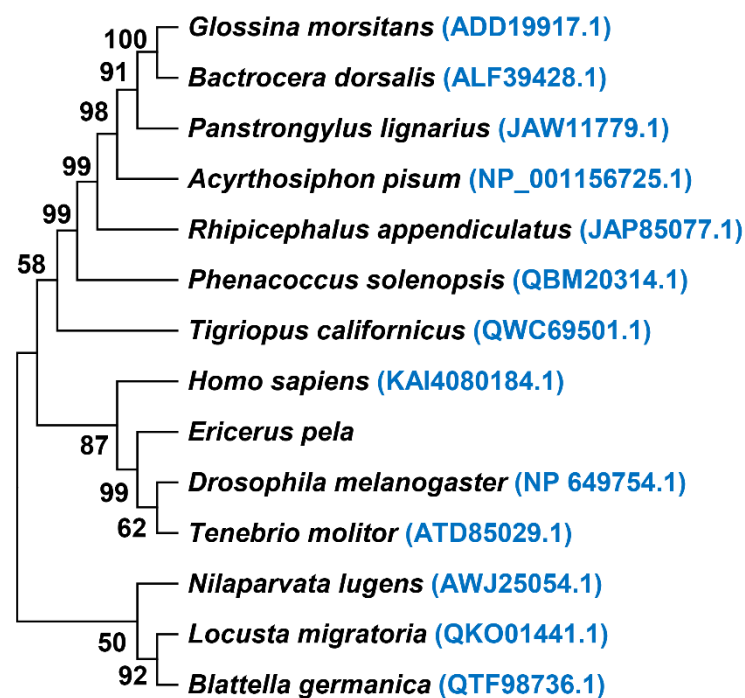 100
Glossina morsitans (ADD19917.1)
91
Bactrocera dorsalis (ALF39428.1)
98
Panstrongylus lignarius (JAW11779.1)
99
Acyrthosiphon pisum (NP_001156725.1)
99
Rhipicephalus appendiculatus (JAP85077.1)
58
Phenacoccus solenopsis (QBM20314.1)
Tigriopus californicus (QWC69501.1)
Homo sapiens (KAI4080184.1)
87
Ericerus pela
99
Drosophila melanogaster (NP 649754.1)
62
Tenebrio molitor (ATD85029.1)
Nilaparvata lugens (AWJ25054.1)
50
Locusta migratoria (QKO01441.1)
92
Blattella germanica (QTF98736.1)